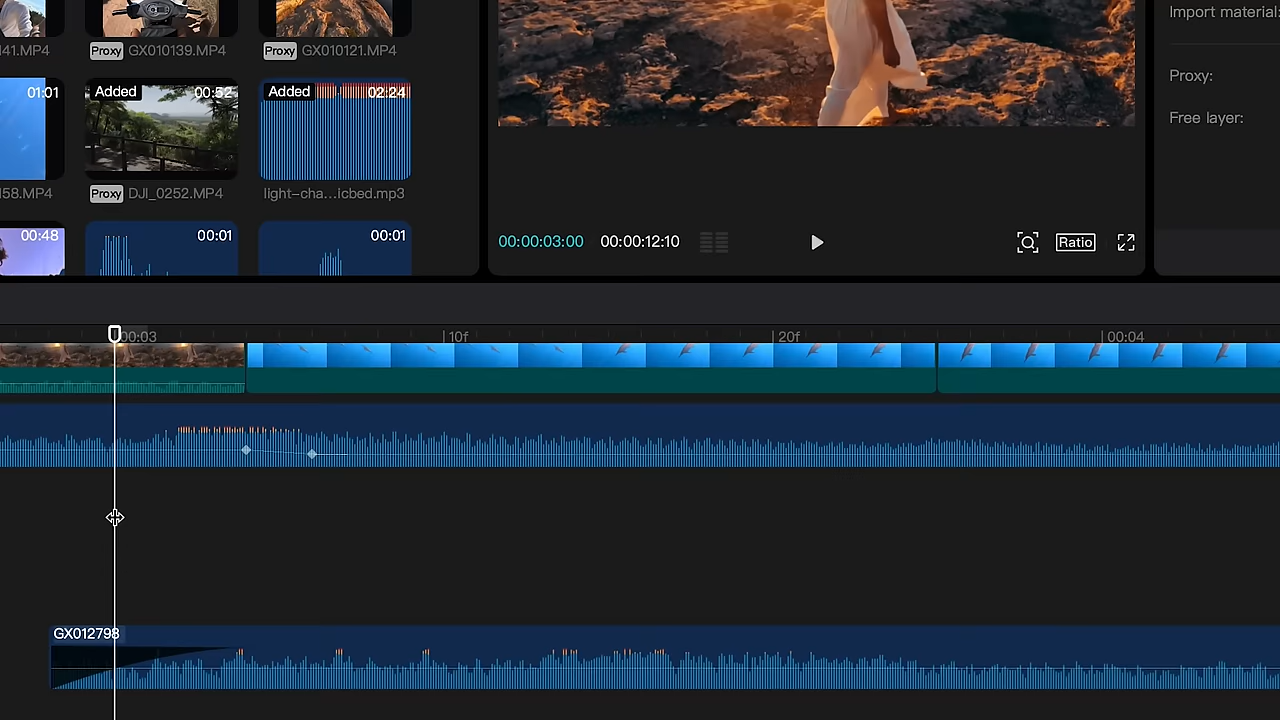 141.MP4
Proxy GX010139.MP4
Proxy GX010121.MP4
01:01
Added 00:52
Added 02:24
158.MP4
Proxy DJI_0252.MP4
light-cha...icbed.mp3
00:48
00:01
00:01
Import material:
Proxy:
Free layer:
00:00:03:00 00:00:12:10
Ratio
00:03
10f
20f
00:04
GX012798